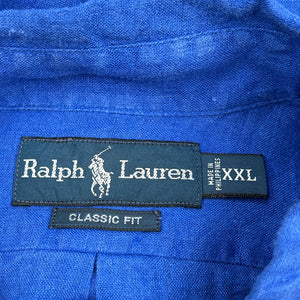 Ralph Lauren
MADE IN
PHILIPPINES
XXL
CLASSIC FIT